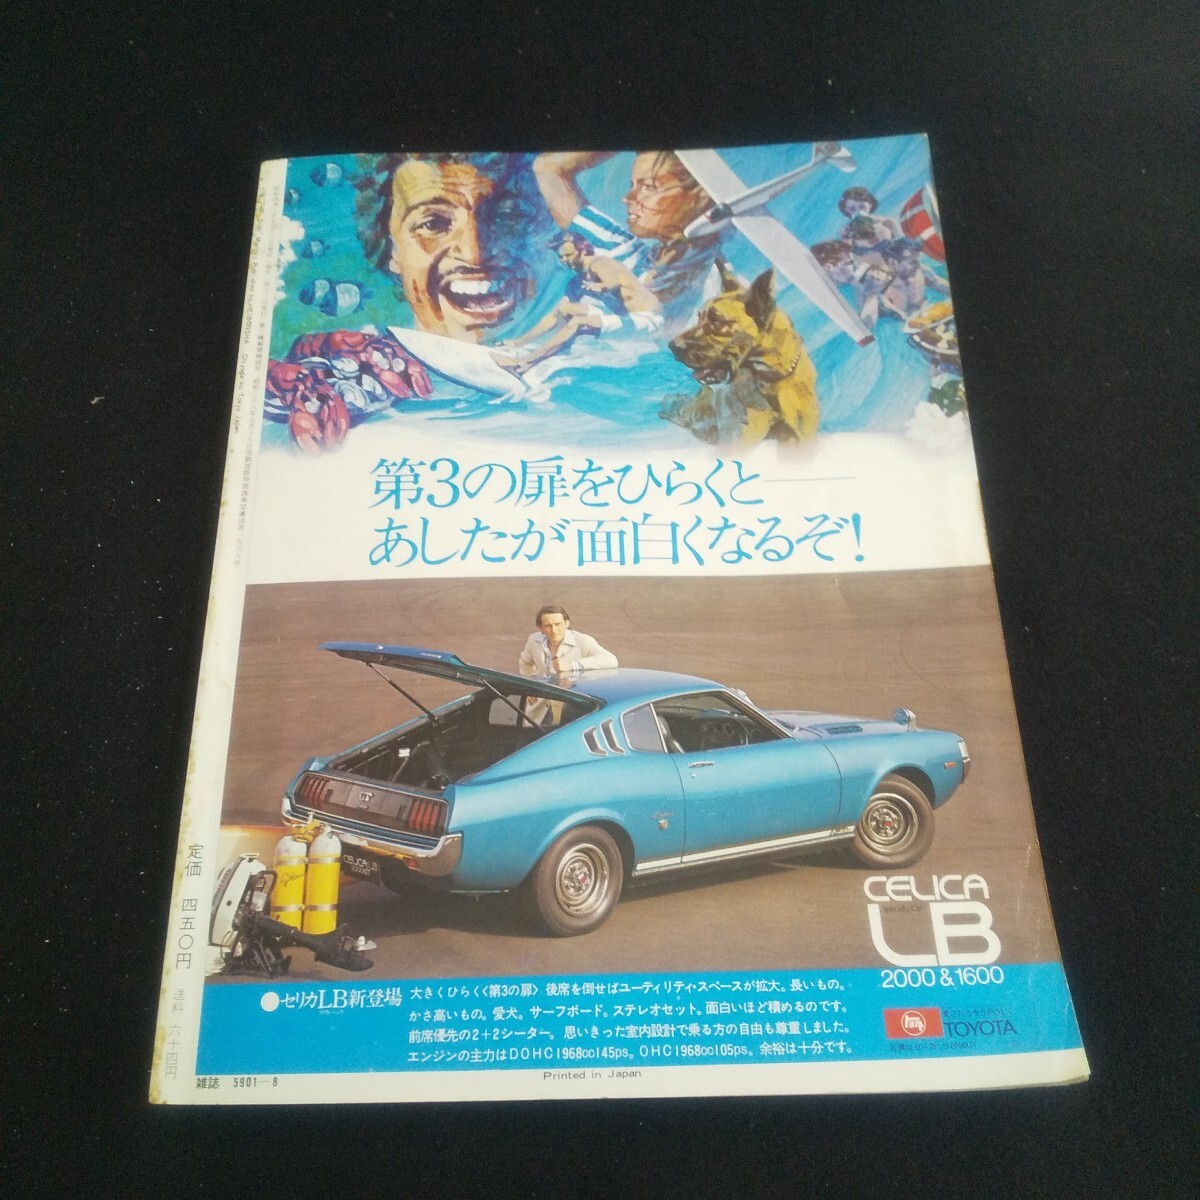 第3の扉をひらくと――
あしたが面白くなるぞ!
GT
CELICA LB
2000GT
CELICA
Specialty Car
LB
2000&1600
●セリカLB新登場
大きくひらく〈第3の扉〉後席を倒せばユーティリティ・スペースが拡大。長いもの。
かさ高いもの。愛犬。サーフボード。ステレオセット。面白いほど積めるのです。
前席優先の2+2シーター。思いきった室内設計で乗る方の自由も尊重しました。
エンジンの主力はDOHC1968cc145ps。OHC1968cc105ps。余裕は十分です。
TOYOTA
定価 四五〇円
送料 六十四円
雑誌 5901-8
Printed in Japan